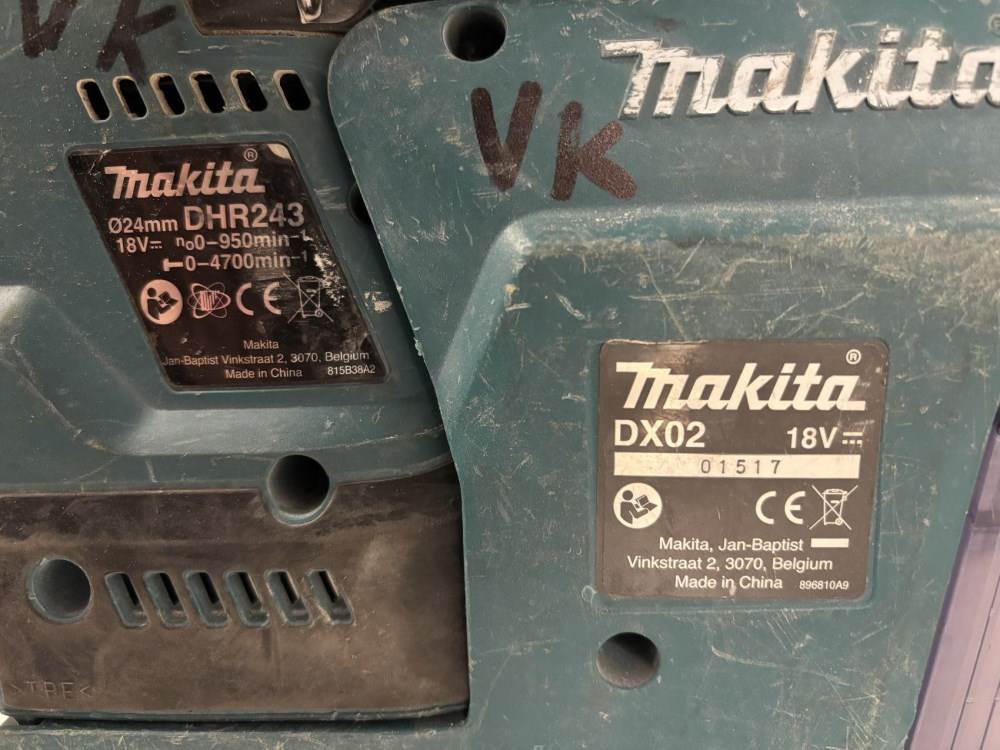 VK
makita®
Ø24mm DHR243
18V⎓ n₀0–950min⁻¹
0–4700min⁻¹
CE
Makita
Jan-Baptist Vinkstraat 2, 3070, Belgium
Made in China 815B38A2
>TPE<
makita
VK
makita®
DX02 18V⎓
01517
CE
Makita, Jan-Baptist
Vinkstraat 2, 3070, Belgium
Made in China 896810A9